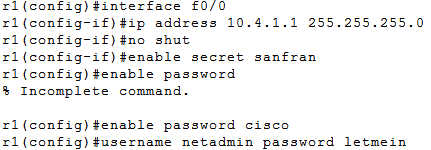 r1(config)#interface f0/0
r1(config-if)#ip address 10.4.1.1 255.255.255.0
r1(config-if)#no shut
r1(config-if)#enable secret sanfran
r1(config)#enable password
% Incomplete command.
r1(config)#enable password cisco
r1(config)#username netadmin password letmein